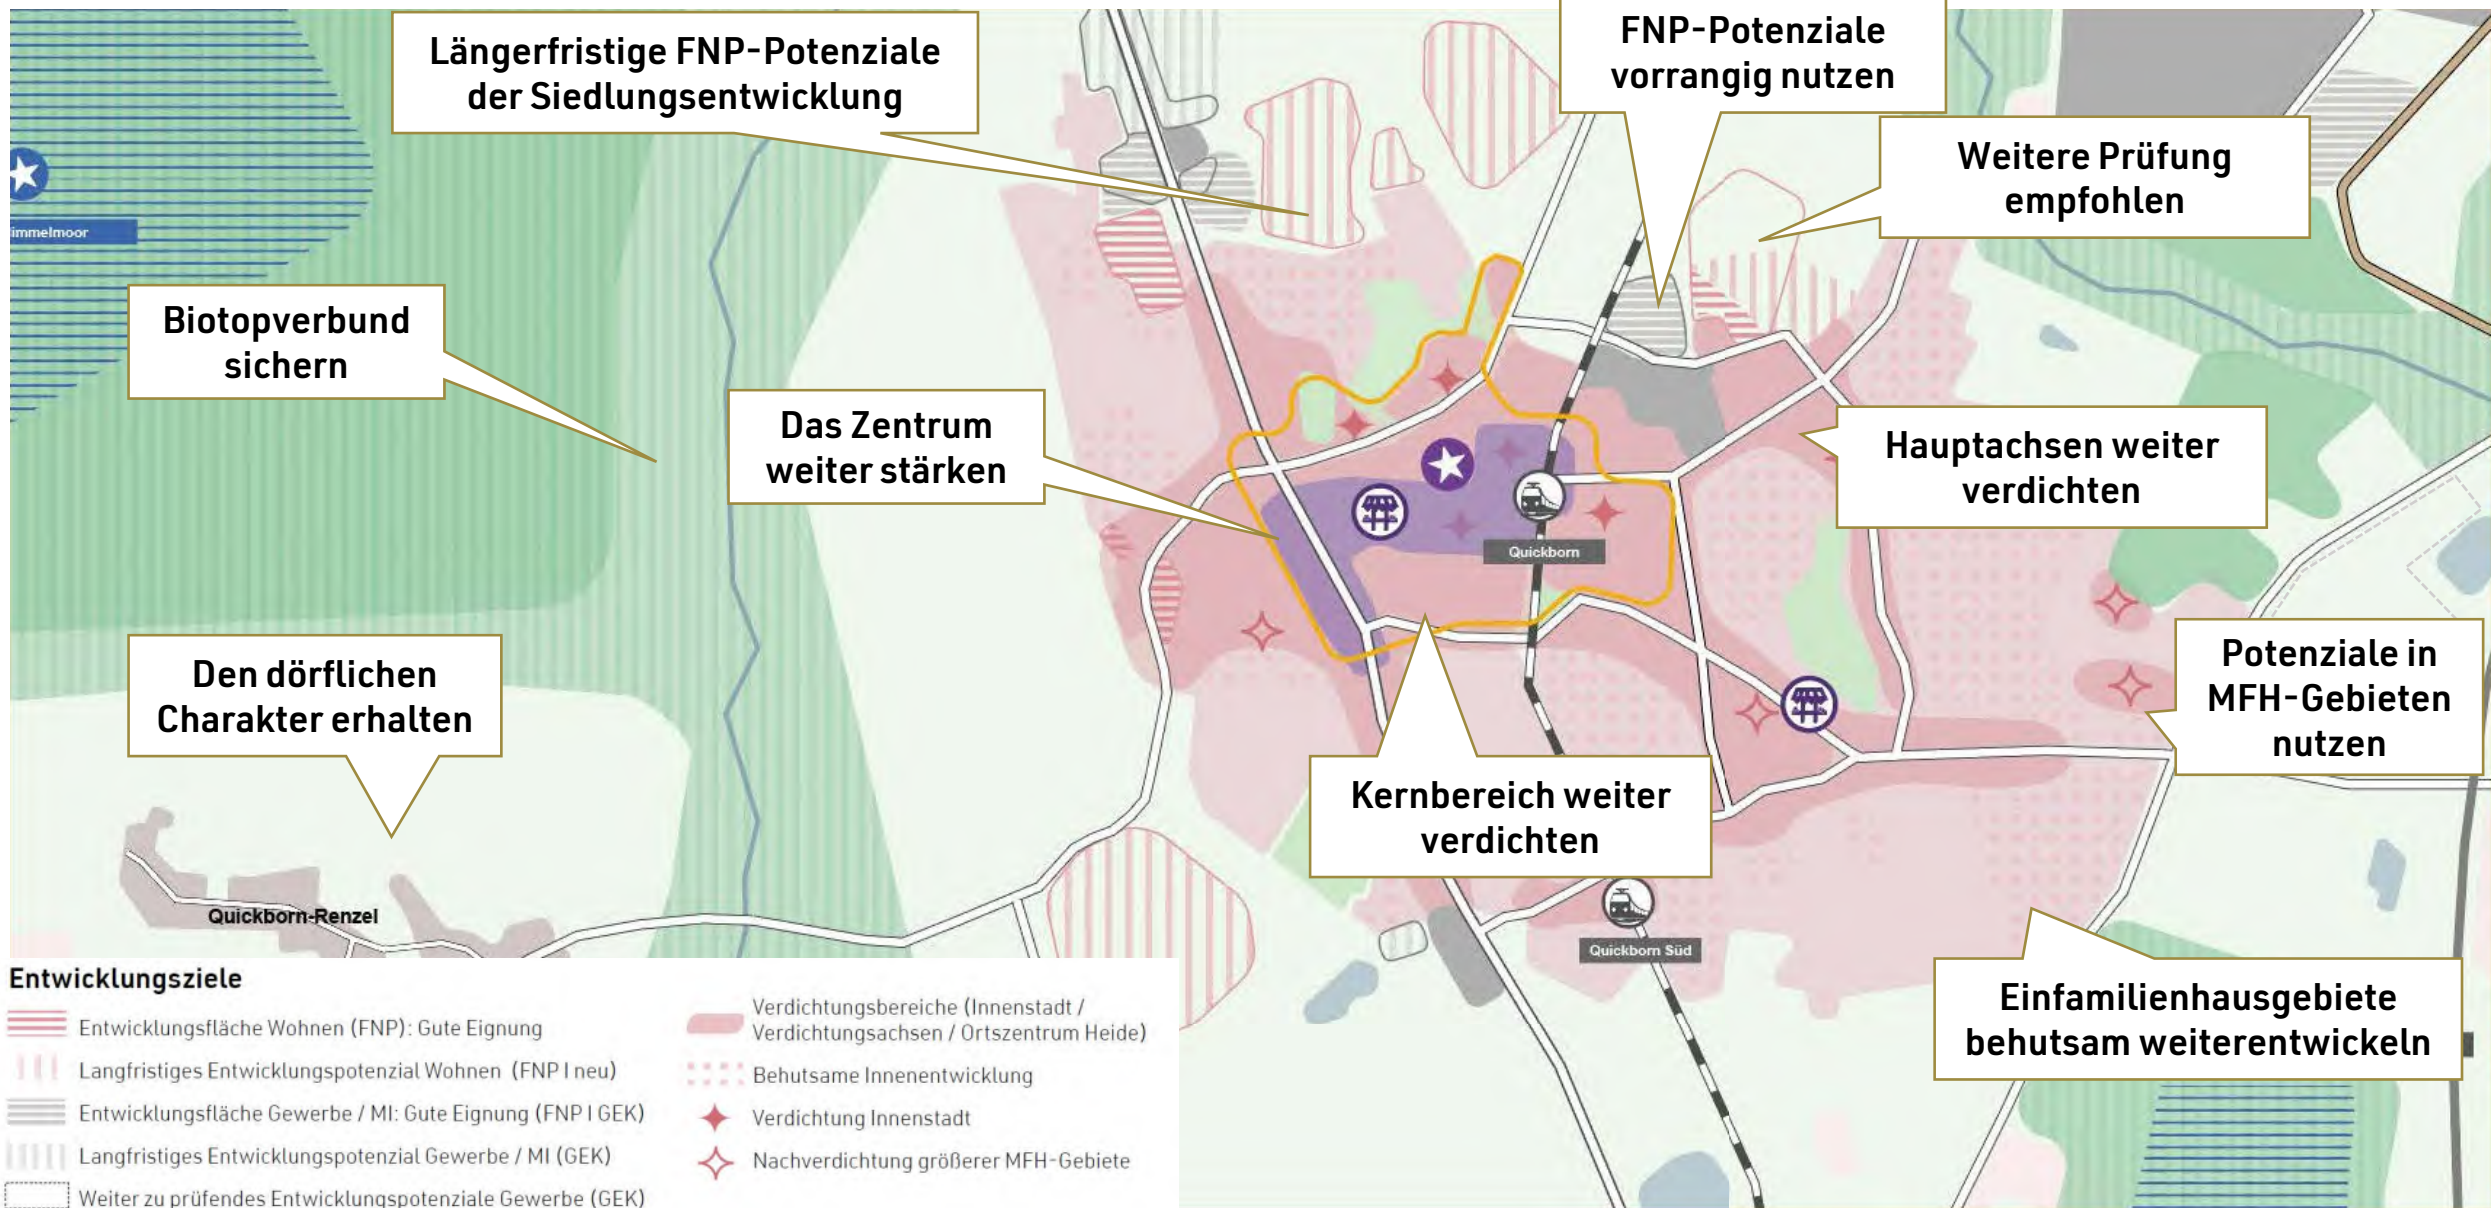 Längerfristige FNP-Potenziale
der Siedlungsentwicklung
FNP-Potenziale
vorrangig nutzen
Weitere Prüfung
empfohlen
immelmoor
Biotopverbund
sichern
Das Zentrum
weiter stärken
Hauptachsen weiter
verdichten
Quickborn
Den dörflichen
Charakter erhalten
Potenziale in
MFH-Gebieten
nutzen
Kernbereich weiter
verdichten
Quickborn-Renzel
Quickborn Süd
Einfamilienhausgebiete
behutsam weiterentwickeln
Entwicklungsziele
Entwicklungsfläche Wohnen (FNP): Gute Eignung
Langfristiges Entwicklungspotenzial Wohnen (FNP I neu)
Entwicklungsfläche Gewerbe / MI: Gute Eignung (FNP I GEK)
Langfristiges Entwicklungspotenzial Gewerbe / MI (GEK)
Weiter zu prüfendes Entwicklungspotenziale Gewerbe (GEK)
Verdichtungsbereiche (Innenstadt /
Verdichtungsachsen / Ortszentrum Heide)
Behutsame Innenentwicklung
Verdichtung Innenstadt
Nachverdichtung größerer MFH-Gebiete